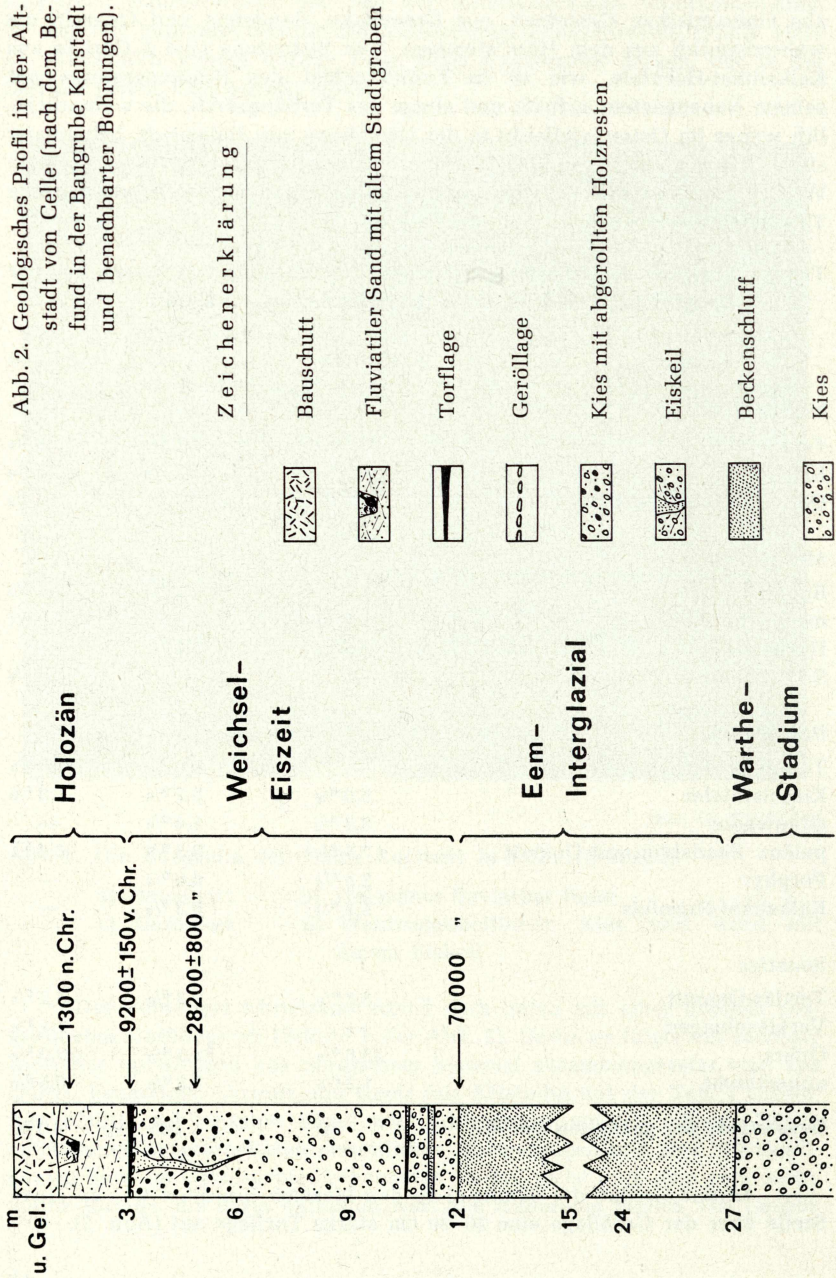 Abb. 2. Geologisches Profil in der Alt-
stadt von Celle (nach dem Be-
fund in der Baugrube Karstadt
und benachbarter Bohrungen).
Zeichenerklärung
Bauschutt
Fluviatiler Sand mit altem Stadtgraben
Torflage
Geröllage
Kies mit abgerollten Holzresten
Eiskeil
Beckenschluff
Kies
Holozän
Weichsel-
Eiszeit
Eem-
Interglazial
Warthe-
Stadium
1300 n.Chr.
9200±150 v.Chr.
28200±800 "
70000 "
m
u. Gel.
3
6
9
12
15
24
27